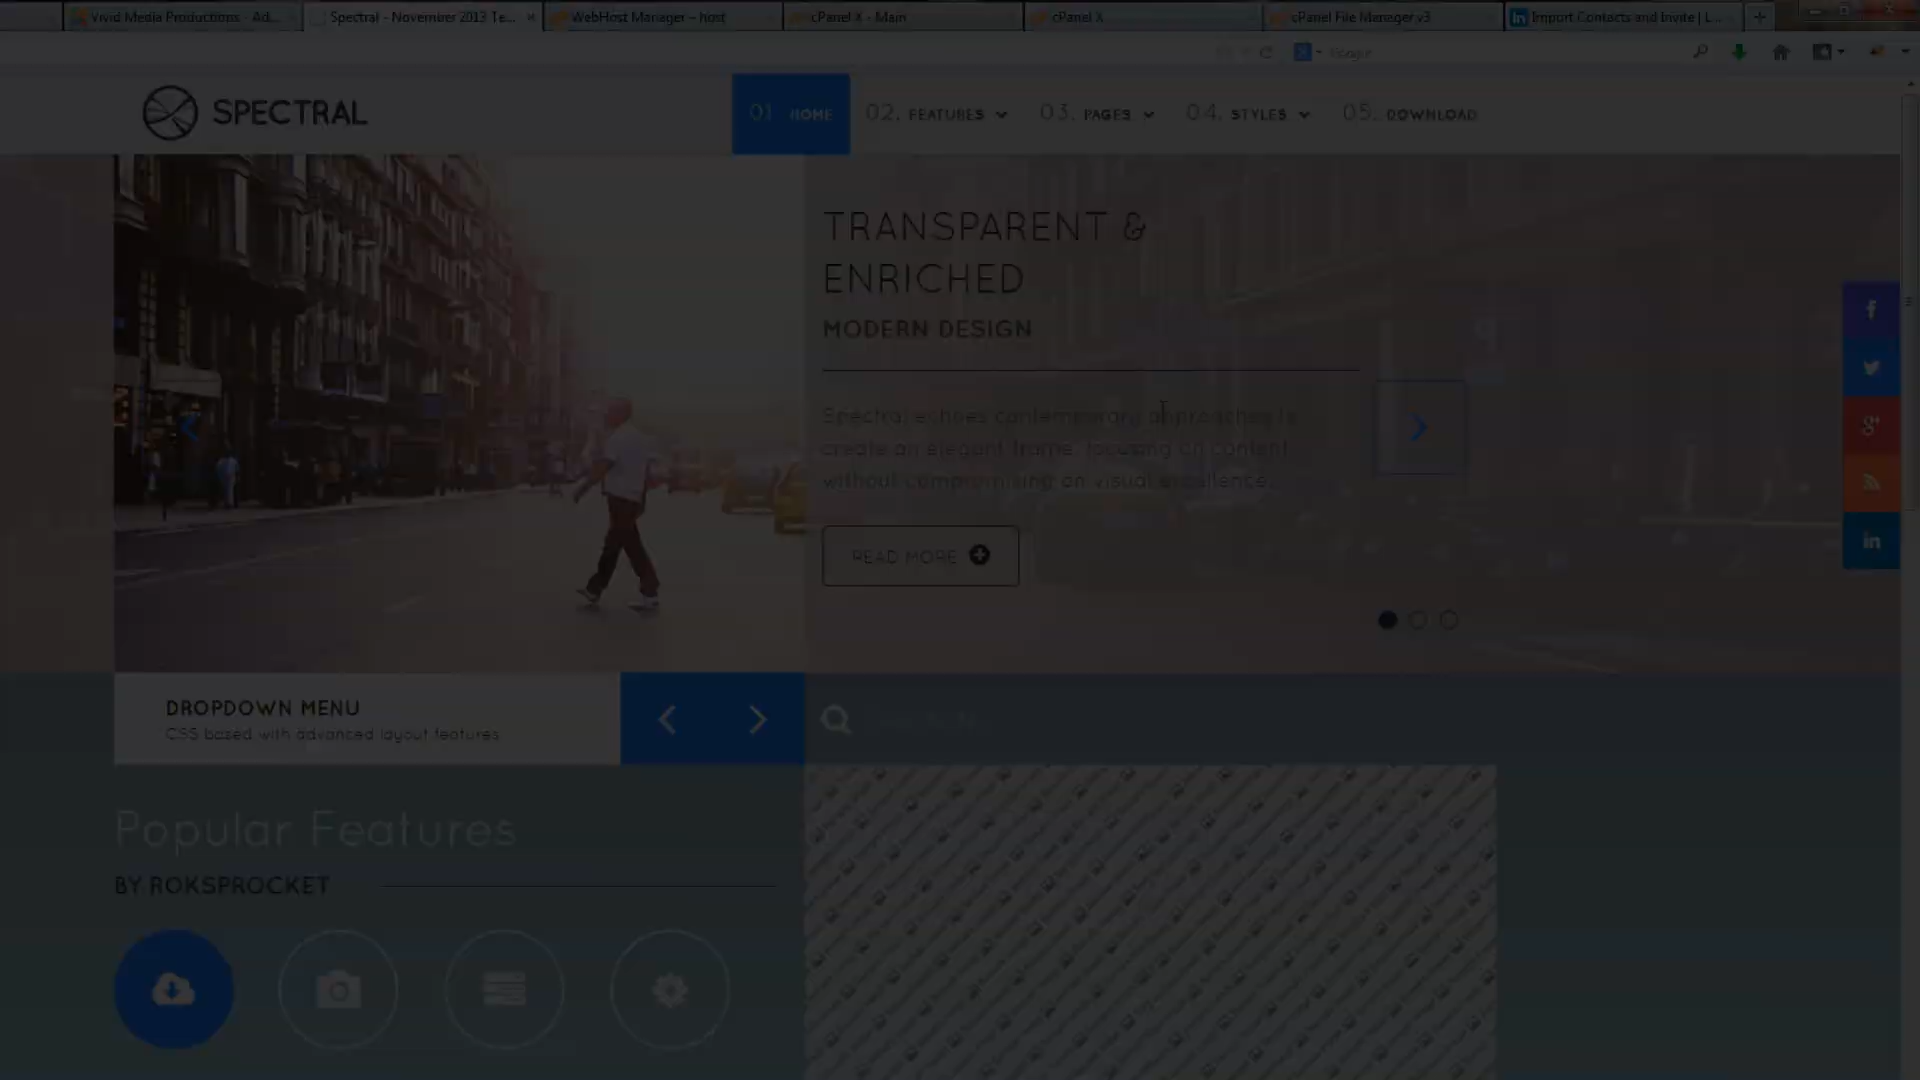 Vivid Media Productions - Ad...
Spectral - November 2013 Te...
WebHost Manager - host
cPanel X - Main
cPanel X
cPanel File Manager v3
Import Contacts and Invite | L...
Google
SPECTRAL
01. HOME
02. FEATURES
03. PAGES
04. STYLES
05. DOWNLOAD
TRANSPARENT &
ENRICHED
MODERN DESIGN
Spectral echoes contemporary approaches to
create an elegant frame, focusing on content
without compromising on visual excellence.
READ MORE
DROPDOWN MENU
CSS based with advanced layout features
Popular Features
BY ROKSPROCKET